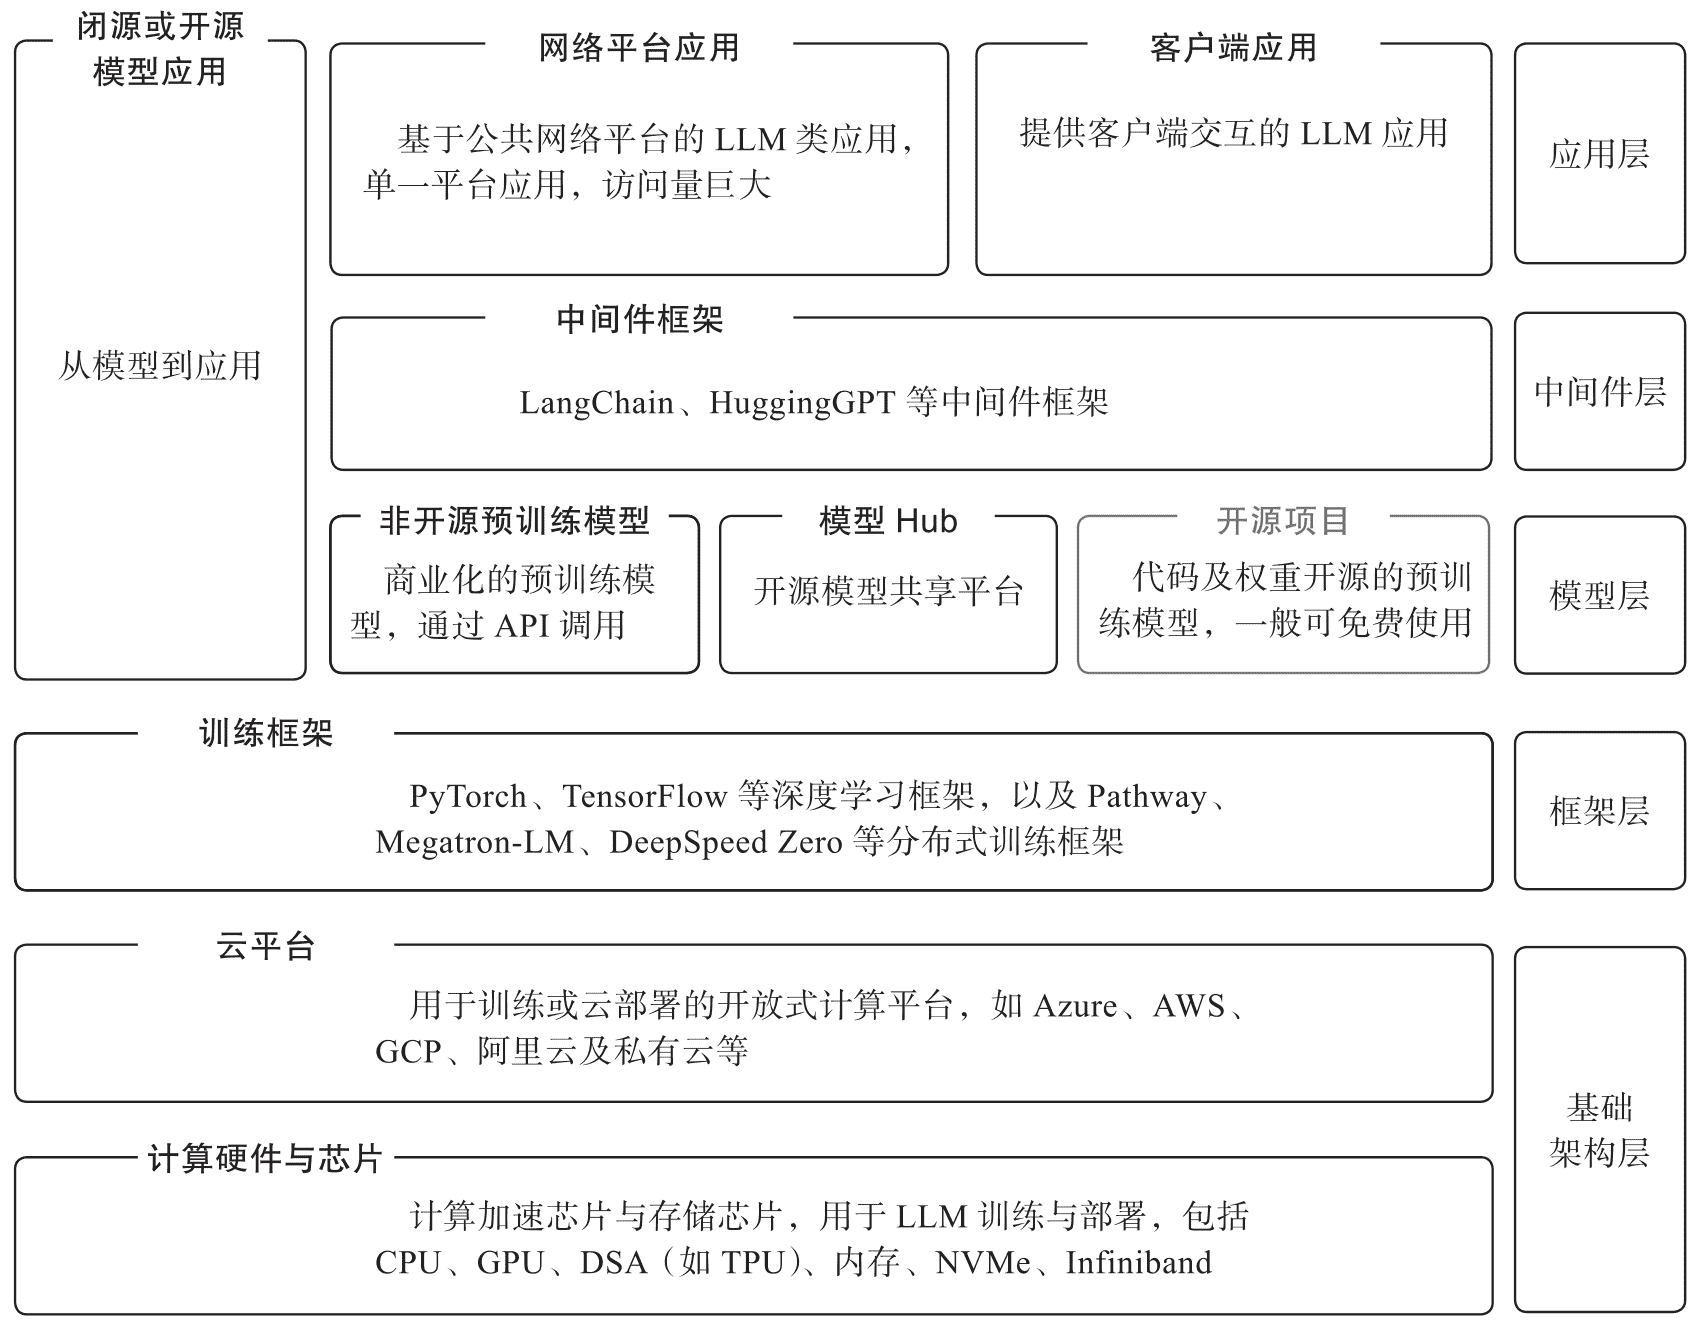 闭源或开源
模型应用
从模型到应用
网络平台应用
基于公共网络平台的 LLM 类应用，
单一平台应用，访问量巨大
客户端应用
提供客户端交互的 LLM 应用
应用层
中间件框架
LangChain、HuggingGPT 等中间件框架
中间件层
非开源预训练模型
商业化的预训练模
型，通过 API 调用
模型 Hub
开源模型共享平台
开源项目
代码及权重开源的预训
练模型，一般可免费使用
模型层
训练框架
PyTorch、TensorFlow 等深度学习框架，以及 Pathway、
Megatron-LM、DeepSpeed Zero 等分布式训练框架
框架层
云平台
用于训练或云部署的开放式计算平台，如 Azure、AWS、
GCP、阿里云及私有云等
计算硬件与芯片
计算加速芯片与存储芯片，用于 LLM 训练与部署，包括
CPU、GPU、DSA（如 TPU）、内存、NVMe、Infiniband
基础
架构层